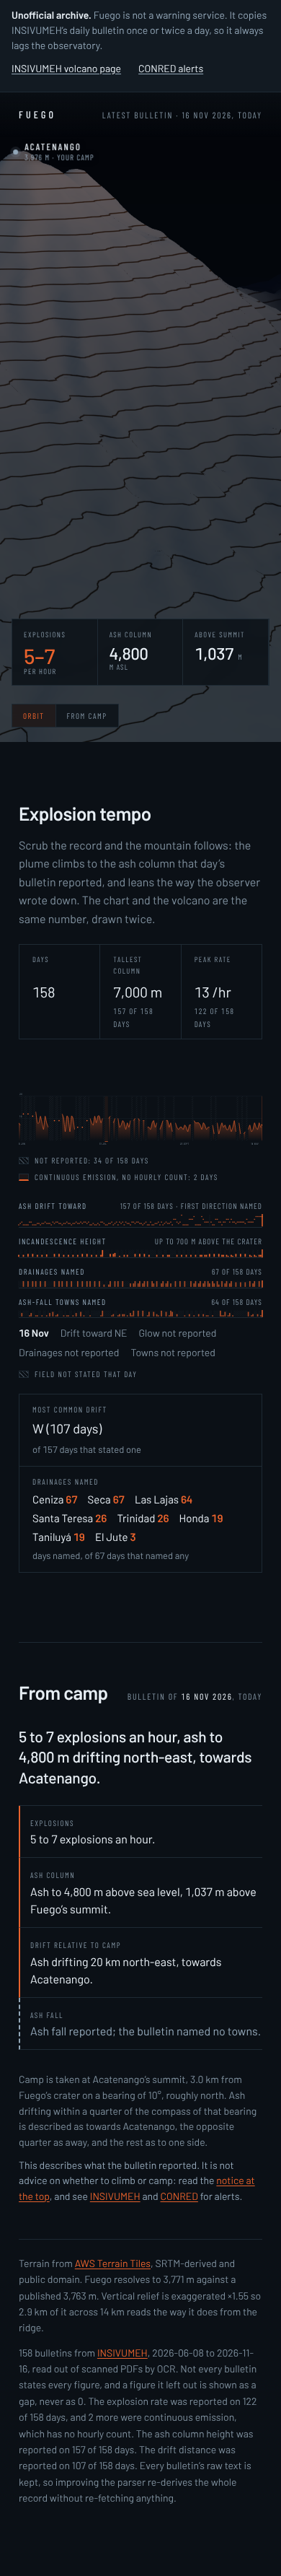 Unofficial archive. Fuego is not a warning service. It copies
INSIVUMEH's daily bulletin once or twice a day, so it always
lags the observatory.
INSIVUMEH volcano page CONRED alerts
FUEGO
LATEST BULLETIN · 16 NOV 2026, TODAY
ACATENANGO
3,976 M · YOUR CAMP
EXPLOSIONS
5–7
PER HOUR
ASH COLUMN
4,800
M ASL
ABOVE SUMMIT
1,037 M
ORBIT
FROM CAMP
Explosion tempo
Scrub the record and the mountain follows: the
plume climbs to the ash column that day's
bulletin reported, and leans the way the observer
wrote down. The chart and the volcano are the
same number, drawn twice.
DAYS
158
TALLEST
COLUMN
7,000 m
157 OF 158
DAYS
PEAK RATE
13 /hr
122 OF 158
DAYS
NOT REPORTED: 34 OF 158 DAYS
CONTINUOUS EMISSION, NO HOURLY COUNT: 2 DAYS
ASH DRIFT TOWARD 157 OF 158 DAYS · FIRST DIRECTION NAMED
INCANDESCENCE HEIGHT UP TO 700 M ABOVE THE CRATER
DRAINAGES NAMED 67 OF 158 DAYS
ASH-FALL TOWNS NAMED 64 OF 158 DAYS
16 Nov Drift toward NE Glow not reported
Drainages not reported Towns not reported
FIELD NOT STATED THAT DAY
MOST COMMON DRIFT
W (107 days)
of 157 days that stated one
DRAINAGES NAMED
Ceniza 67 Seca 67 Las Lajas 64
Santa Teresa 26 Trinidad 26 Honda 19
Taniluyá 19 El Jute 3
days named, of 67 days that named any
From camp
BULLETIN OF 16 NOV 2026, TODAY
5 to 7 explosions an hour, ash to
4,800 m drifting north-east, towards
Acatenango.
EXPLOSIONS
5 to 7 explosions an hour.
ASH COLUMN
Ash to 4,800 m above sea level, 1,037 m above
Fuego's summit.
DRIFT RELATIVE TO CAMP
Ash drifting 20 km north-east, towards
Acatenango.
ASH FALL
Ash fall reported; the bulletin named no towns.
Camp is taken at Acatenango's summit, 3.0 km from
Fuego's crater on a bearing of 10°, roughly north. Ash
drifting within a quarter of the compass of that bearing
is described as towards Acatenango, the opposite
quarter as away, and the rest as to one side.
This describes what the bulletin reported. It is not
advice on whether to climb or camp: read the notice at
the top, and see INSIVUMEH and CONRED for alerts.
Terrain from AWS Terrain Tiles, SRTM-derived and
public domain. Fuego resolves to 3,771 m against a
published 3,763 m. Vertical relief is exaggerated ×1.55 so
2.9 km of it across 14 km reads the way it does from the
ridge.
158 bulletins from INSIVUMEH, 2026-06-08 to 2026-11-
16, read out of scanned PDFs by OCR. Not every bulletin
states every figure, and a figure it left out is shown as a
gap, never as 0. The explosion rate was reported on 122
of 158 days, and 2 more were continuous emission,
which has no hourly count. The ash column height was
reported on 157 of 158 days. The drift distance was
reported on 107 of 158 days. Every bulletin's raw text is
kept, so improving the parser re-derives the whole
record without re-fetching anything.